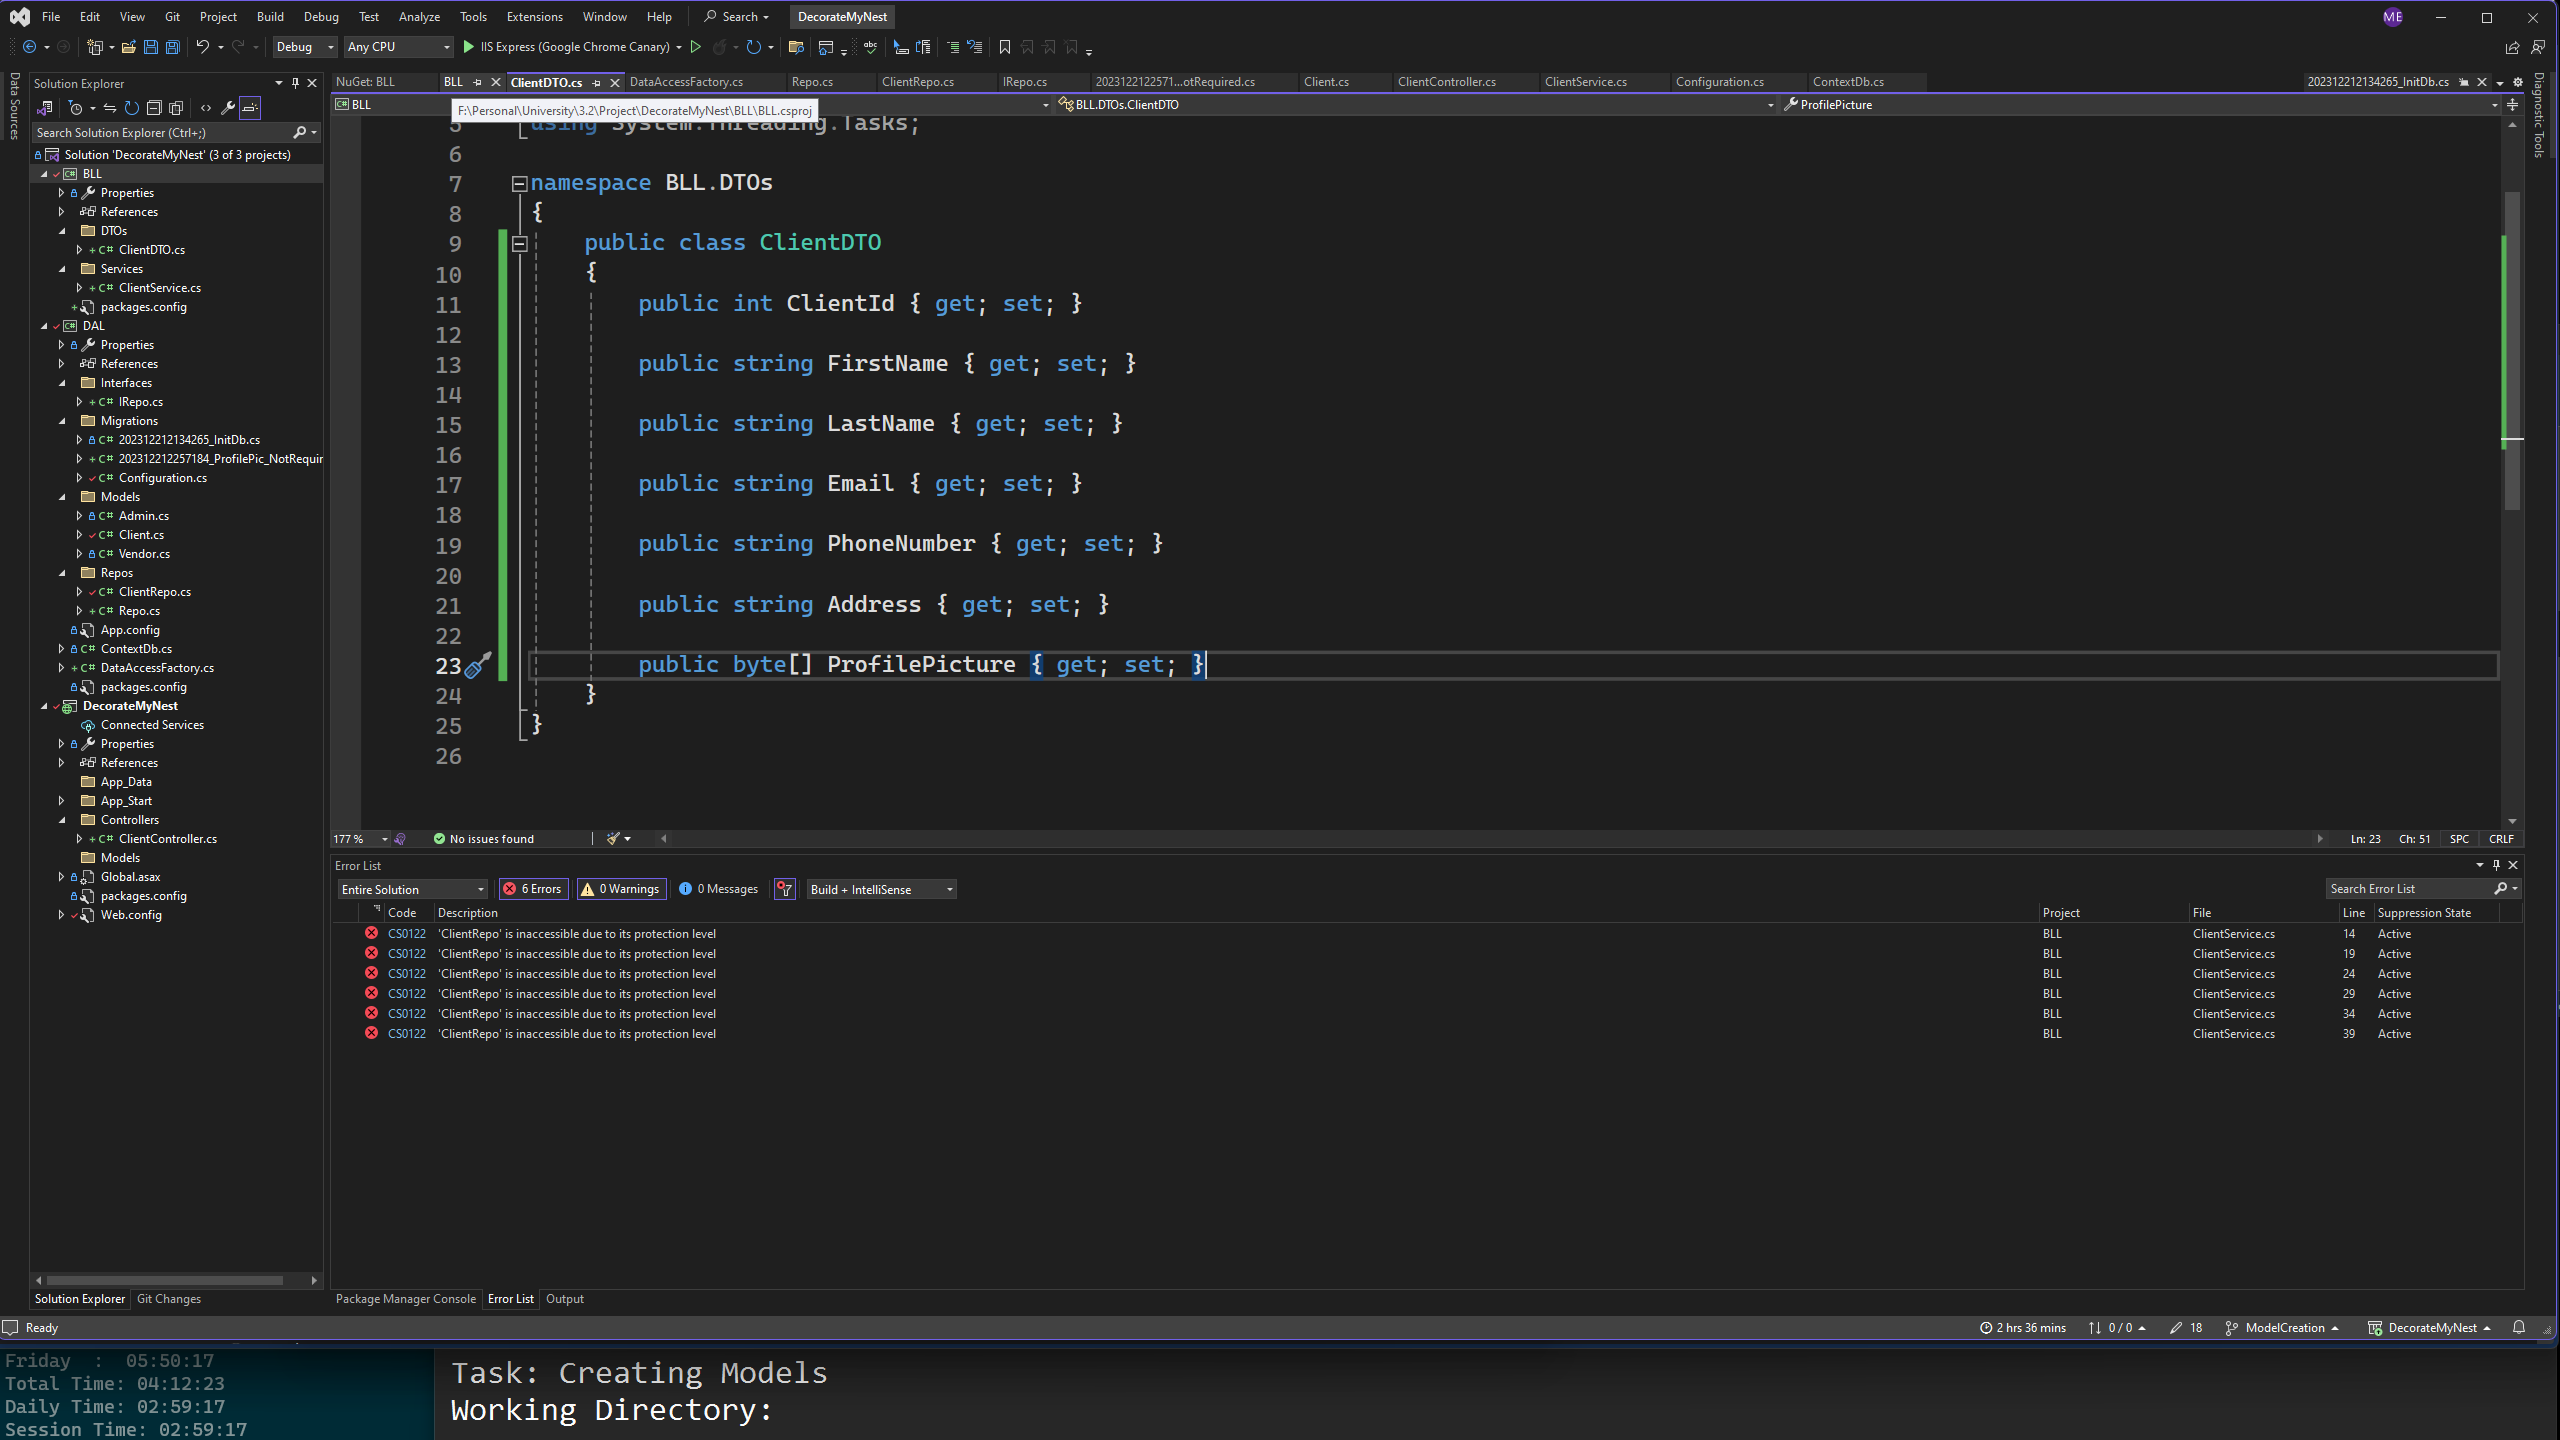 File Edit View Git Project Build Debug Test Analyze Tools Extensions Window Help Search DecorateMyNest ME
Debug Any CPU IIS Express (Google Chrome Canary)
Data Sources
Solution Explorer
Search Solution Explorer (Ctrl+;)
Solution 'DecorateMyNest' (3 of 3 projects)
BLL
Properties
References
DTOs
C# ClientDTO.cs
Services
C# ClientService.cs
packages.config
DAL
Properties
References
Interfaces
C# IRepo.cs
Migrations
C# 202312212134265_InitDb.cs
C# 202312212257184_ProfilePic_NotRequir
C# Configuration.cs
Models
C# Admin.cs
C# Client.cs
C# Vendor.cs
Repos
C# ClientRepo.cs
C# Repo.cs
App.config
C# ContextDb.cs
C# DataAccessFactory.cs
packages.config
DecorateMyNest
Connected Services
Properties
References
App_Data
App_Start
Controllers
C# ClientController.cs
Models
Global.asax
packages.config
Web.config
Solution Explorer Git Changes
NuGet: BLL BLL ClientDTO.cs DataAccessFactory.cs Repo.cs ClientRepo.cs IRepo.cs 2023122122571...otRequired.cs Client.cs ClientController.cs ClientService.cs Configuration.cs ContextDb.cs 202312212134265_InitDb.cs
BLL BLL.DTOs.ClientDTO ProfilePicture
F:\Personal\University\3.2\Project\DecorateMyNest\BLL\BLL.csproj
5 using System.Threading.Tasks;
6
7 namespace BLL.DTOs
8 {
9 public class ClientDTO
10 {
11 public int ClientId { get; set; }
12
13 public string FirstName { get; set; }
14
15 public string LastName { get; set; }
16
17 public string Email { get; set; }
18
19 public string PhoneNumber { get; set; }
20
21 public string Address { get; set; }
22
23 public byte[] ProfilePicture { get; set; }
24 }
25 }
26
177 % No issues found Ln: 23 Ch: 51 SPC CRLF
Diagnostic Tools
Error List
Entire Solution 6 Errors 0 Warnings 0 Messages Build + IntelliSense Search Error List
Code Description Project File Line Suppression State
CS0122 'ClientRepo' is inaccessible due to its protection level BLL ClientService.cs 14 Active
CS0122 'ClientRepo' is inaccessible due to its protection level BLL ClientService.cs 19 Active
CS0122 'ClientRepo' is inaccessible due to its protection level BLL ClientService.cs 24 Active
CS0122 'ClientRepo' is inaccessible due to its protection level BLL ClientService.cs 29 Active
CS0122 'ClientRepo' is inaccessible due to its protection level BLL ClientService.cs 34 Active
CS0122 'ClientRepo' is inaccessible due to its protection level BLL ClientService.cs 39 Active
Package Manager Console Error List Output
Ready 2 hrs 36 mins 0 / 0 18 ModelCreation DecorateMyNest
Friday : 05:50:17
Total Time: 04:12:23
Daily Time: 02:59:17
Session Time: 02:59:17
Task: Creating Models
Working Directory: